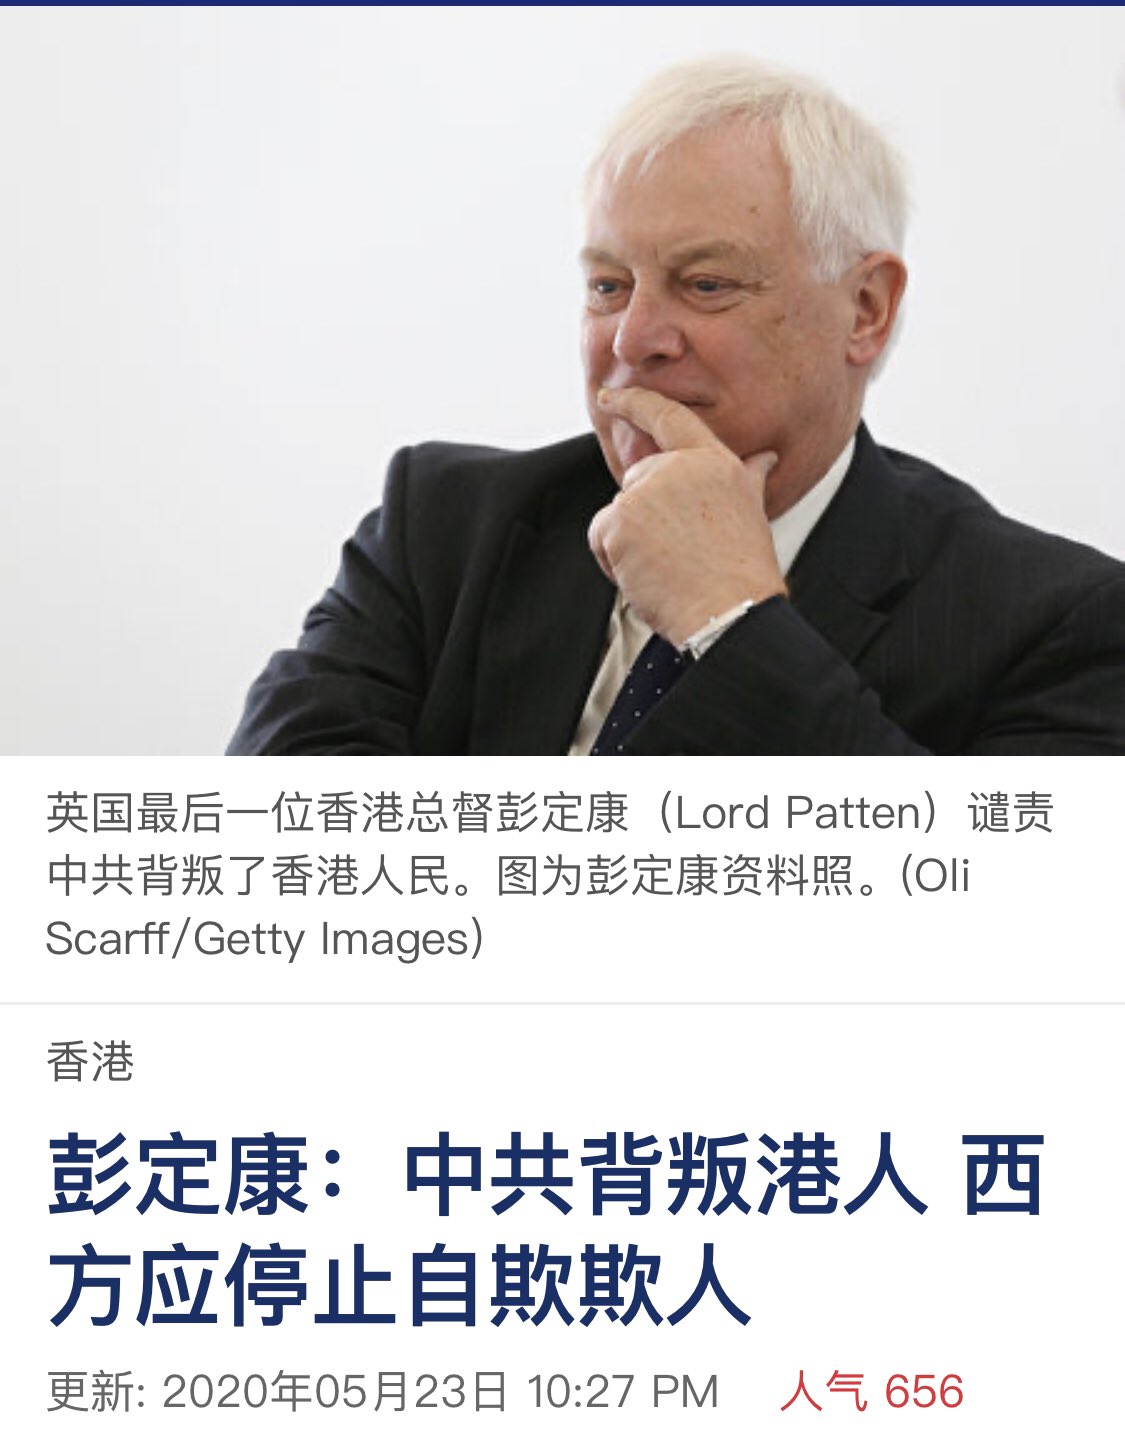 英国最后一位香港总督彭定康（Lord Patten）谴责
中共背叛了香港人民。图为彭定康资料照。(Oli
Scarff/Getty Images)
香港
彭定康：中共背叛港人 西
方应停止自欺欺人
更新: 2020年05月23日 10:27 PM 人气 656